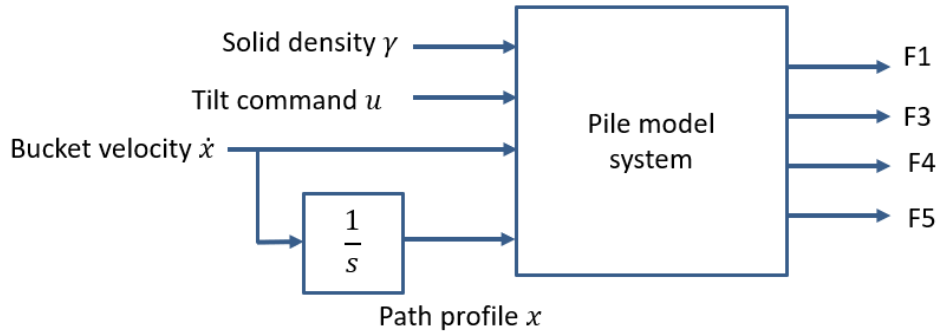 Solid density γ
F1
Tilt command u
F3
Pile model
system
Bucket velocity ẋ
F4
F5
1
s
Path profile x